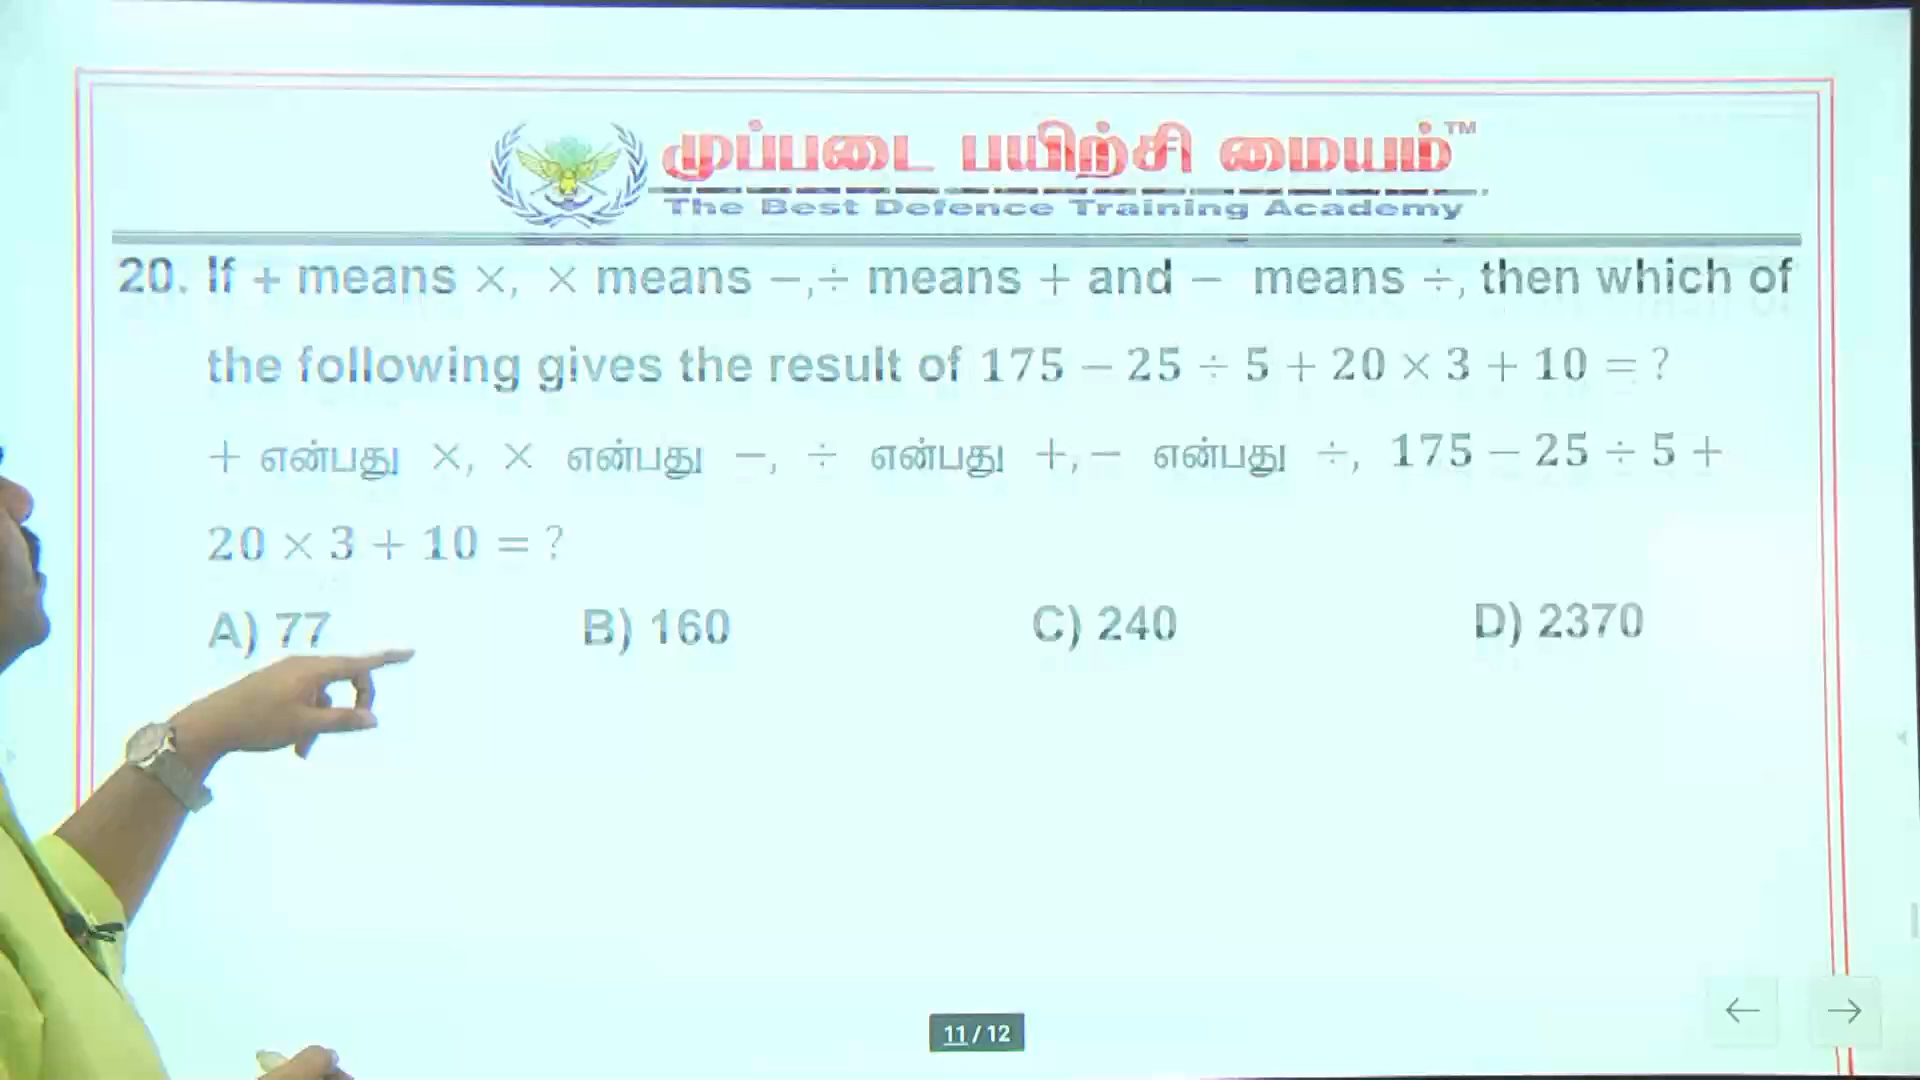 முப்படை பயிற்சி மையம்™
The Best Defence Training Academy
20. If + means ×, × means −,÷ means + and − means ÷, then which of
the following gives the result of 175 − 25 ÷ 5 + 20 × 3 + 10 = ?
+ என்பது ×, × என்பது −, ÷ என்பது +,− என்பது ÷, 175 − 25 ÷ 5 +
20 × 3 + 10 = ?
A) 77 B) 160 C) 240 D) 2370
11 / 12